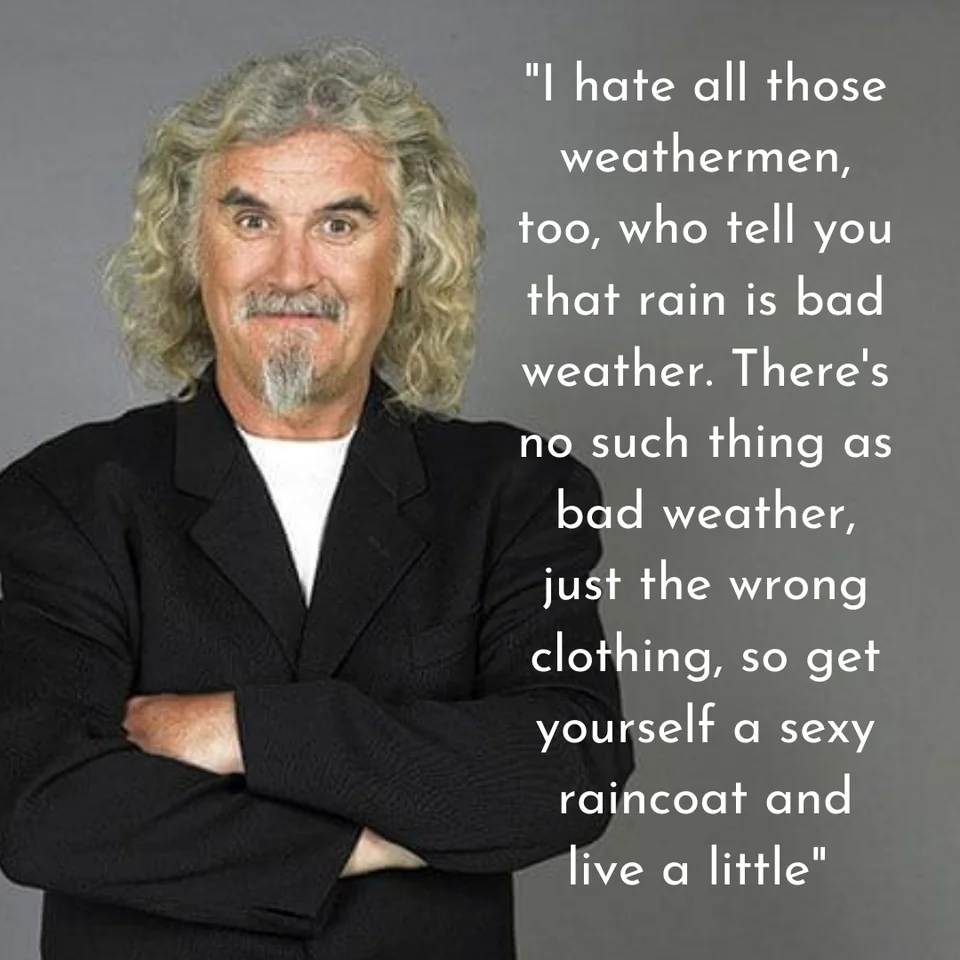 "I hate all those
weathermen,
too, who tell you
that rain is bad
weather. There's
no such thing as
bad weather,
just the wrong
clothing, so get
yourself a sexy
raincoat and
live a little"